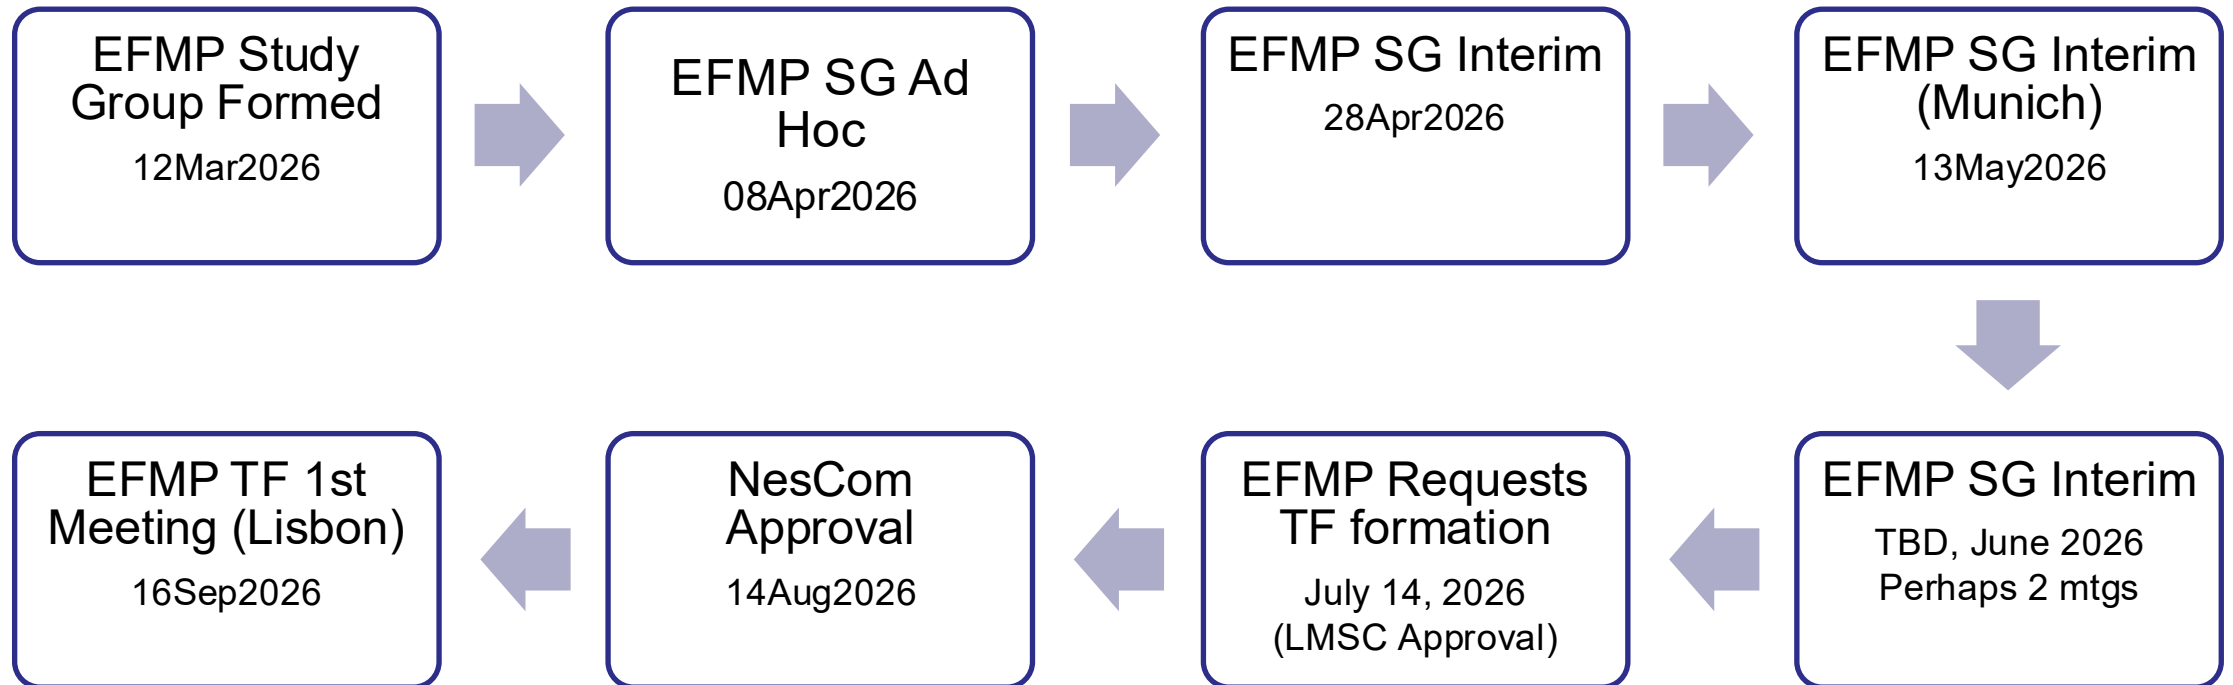 EFMP Study
Group Formed
12Mar2026
EFMP SG Ad
Hoc
08Apr2026
EFMP SG Interim
28Apr2026
EFMP SG Interim
(Munich)
13May2026
EFMP SG Interim
TBD, June 2026
Perhaps 2 mtgs
EFMP Requests
TF formation
July 14, 2026
(LMSC Approval)
NesCom
Approval
14Aug2026
EFMP TF 1st
Meeting (Lisbon)
16Sep2026